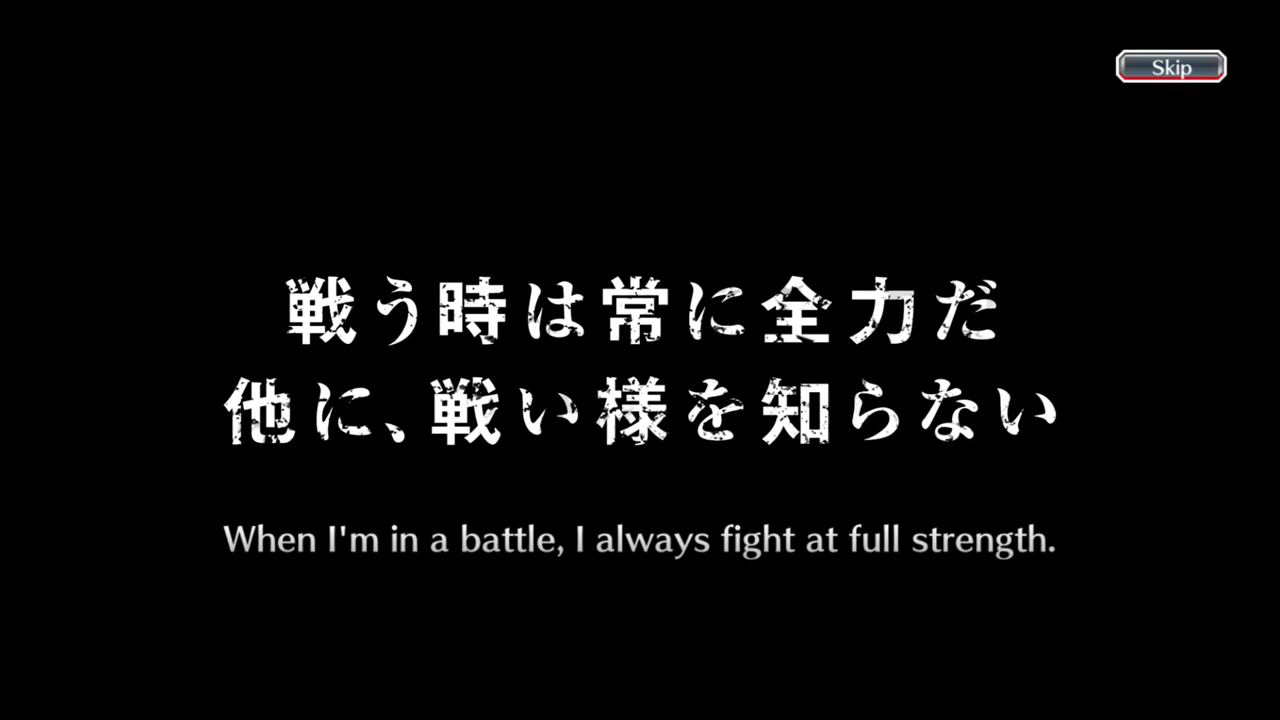 Skip
戦う時は常に全力だ
他に、戦い様を知らない
When I'm in a battle, I always fight at full strength.